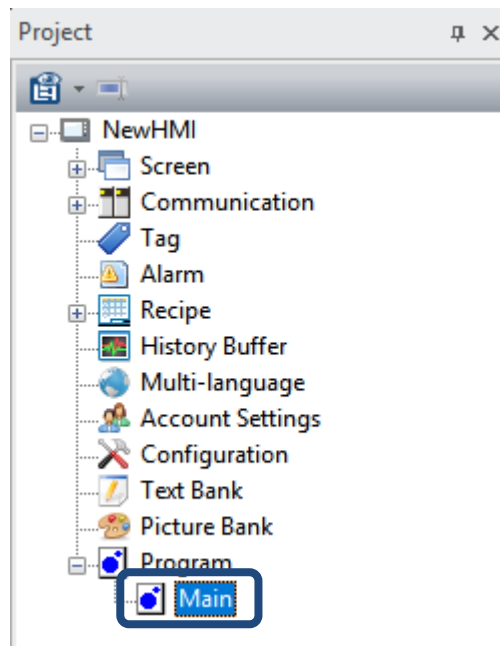 Project
NewHMI
Screen
Communication
Tag
Alarm
Recipe
History Buffer
Multi-language
Account Settings
Configuration
Text Bank
Picture Bank
Program
Main